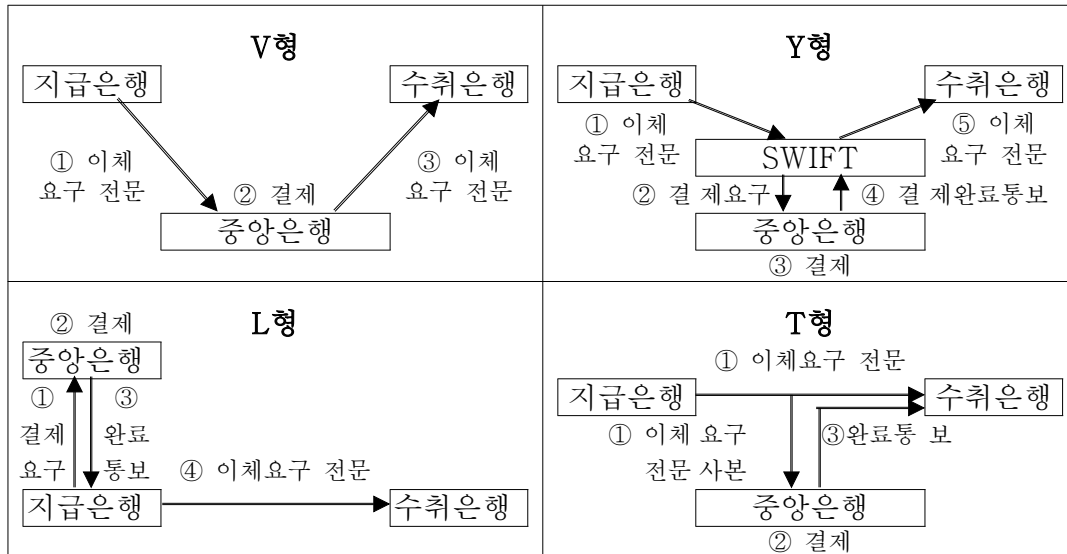 V형
지급은행
수취은행
① 이체
요구 전문
② 결제
③ 이체
요구 전문
중앙은행
Y형
지급은행
수취은행
① 이체
요구 전문
SWIFT
⑤ 이체
요구 전문
② 결 제요구
④ 결 제완료통보
중앙은행
③ 결제
L형
② 결제
중앙은행
①
결제
요구
③
완료
통보
④ 이체요구 전문
지급은행
수취은행
T형
① 이체요구 전문
지급은행
수취은행
① 이체 요구
전문 사본
③완료통 보
중앙은행
② 결제